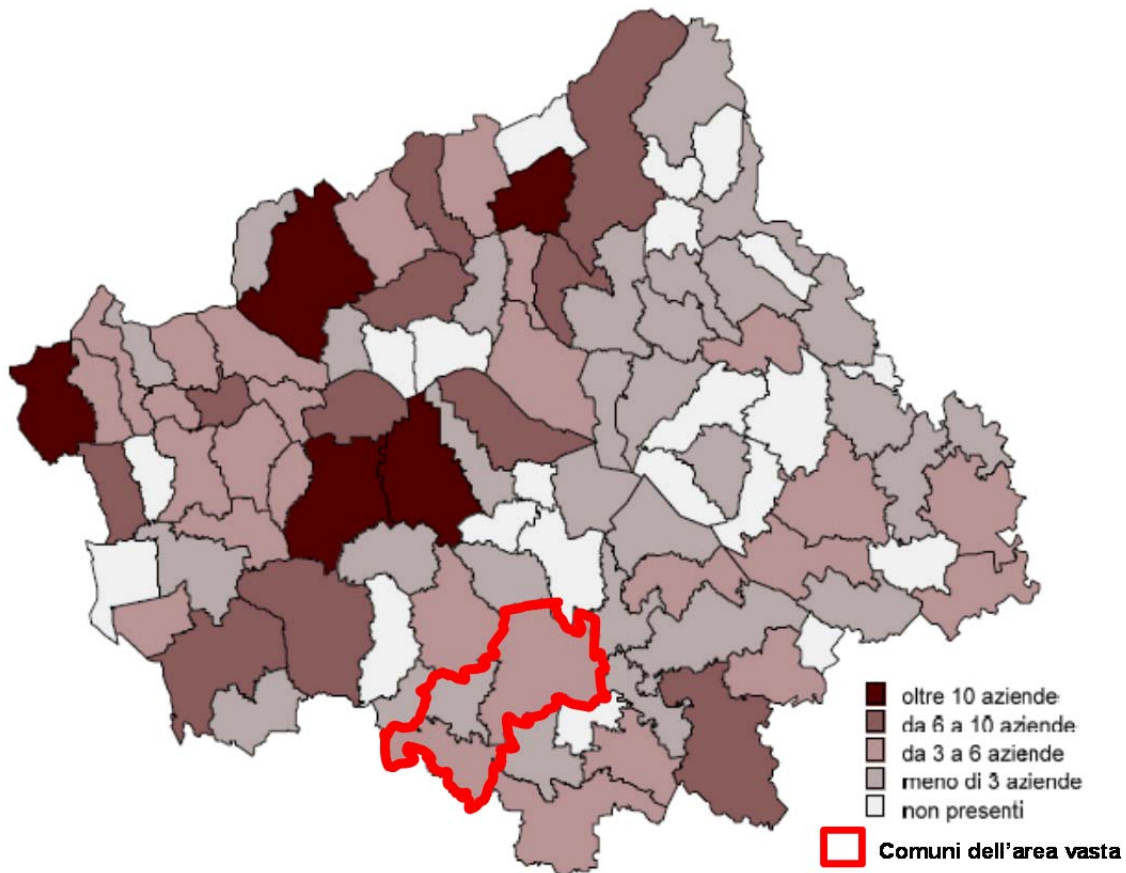 oltre 10 aziende
da 6 a 10 aziende
da 3 a 6 aziende
meno di 3 aziende
non presenti
Comuni dell'area vasta